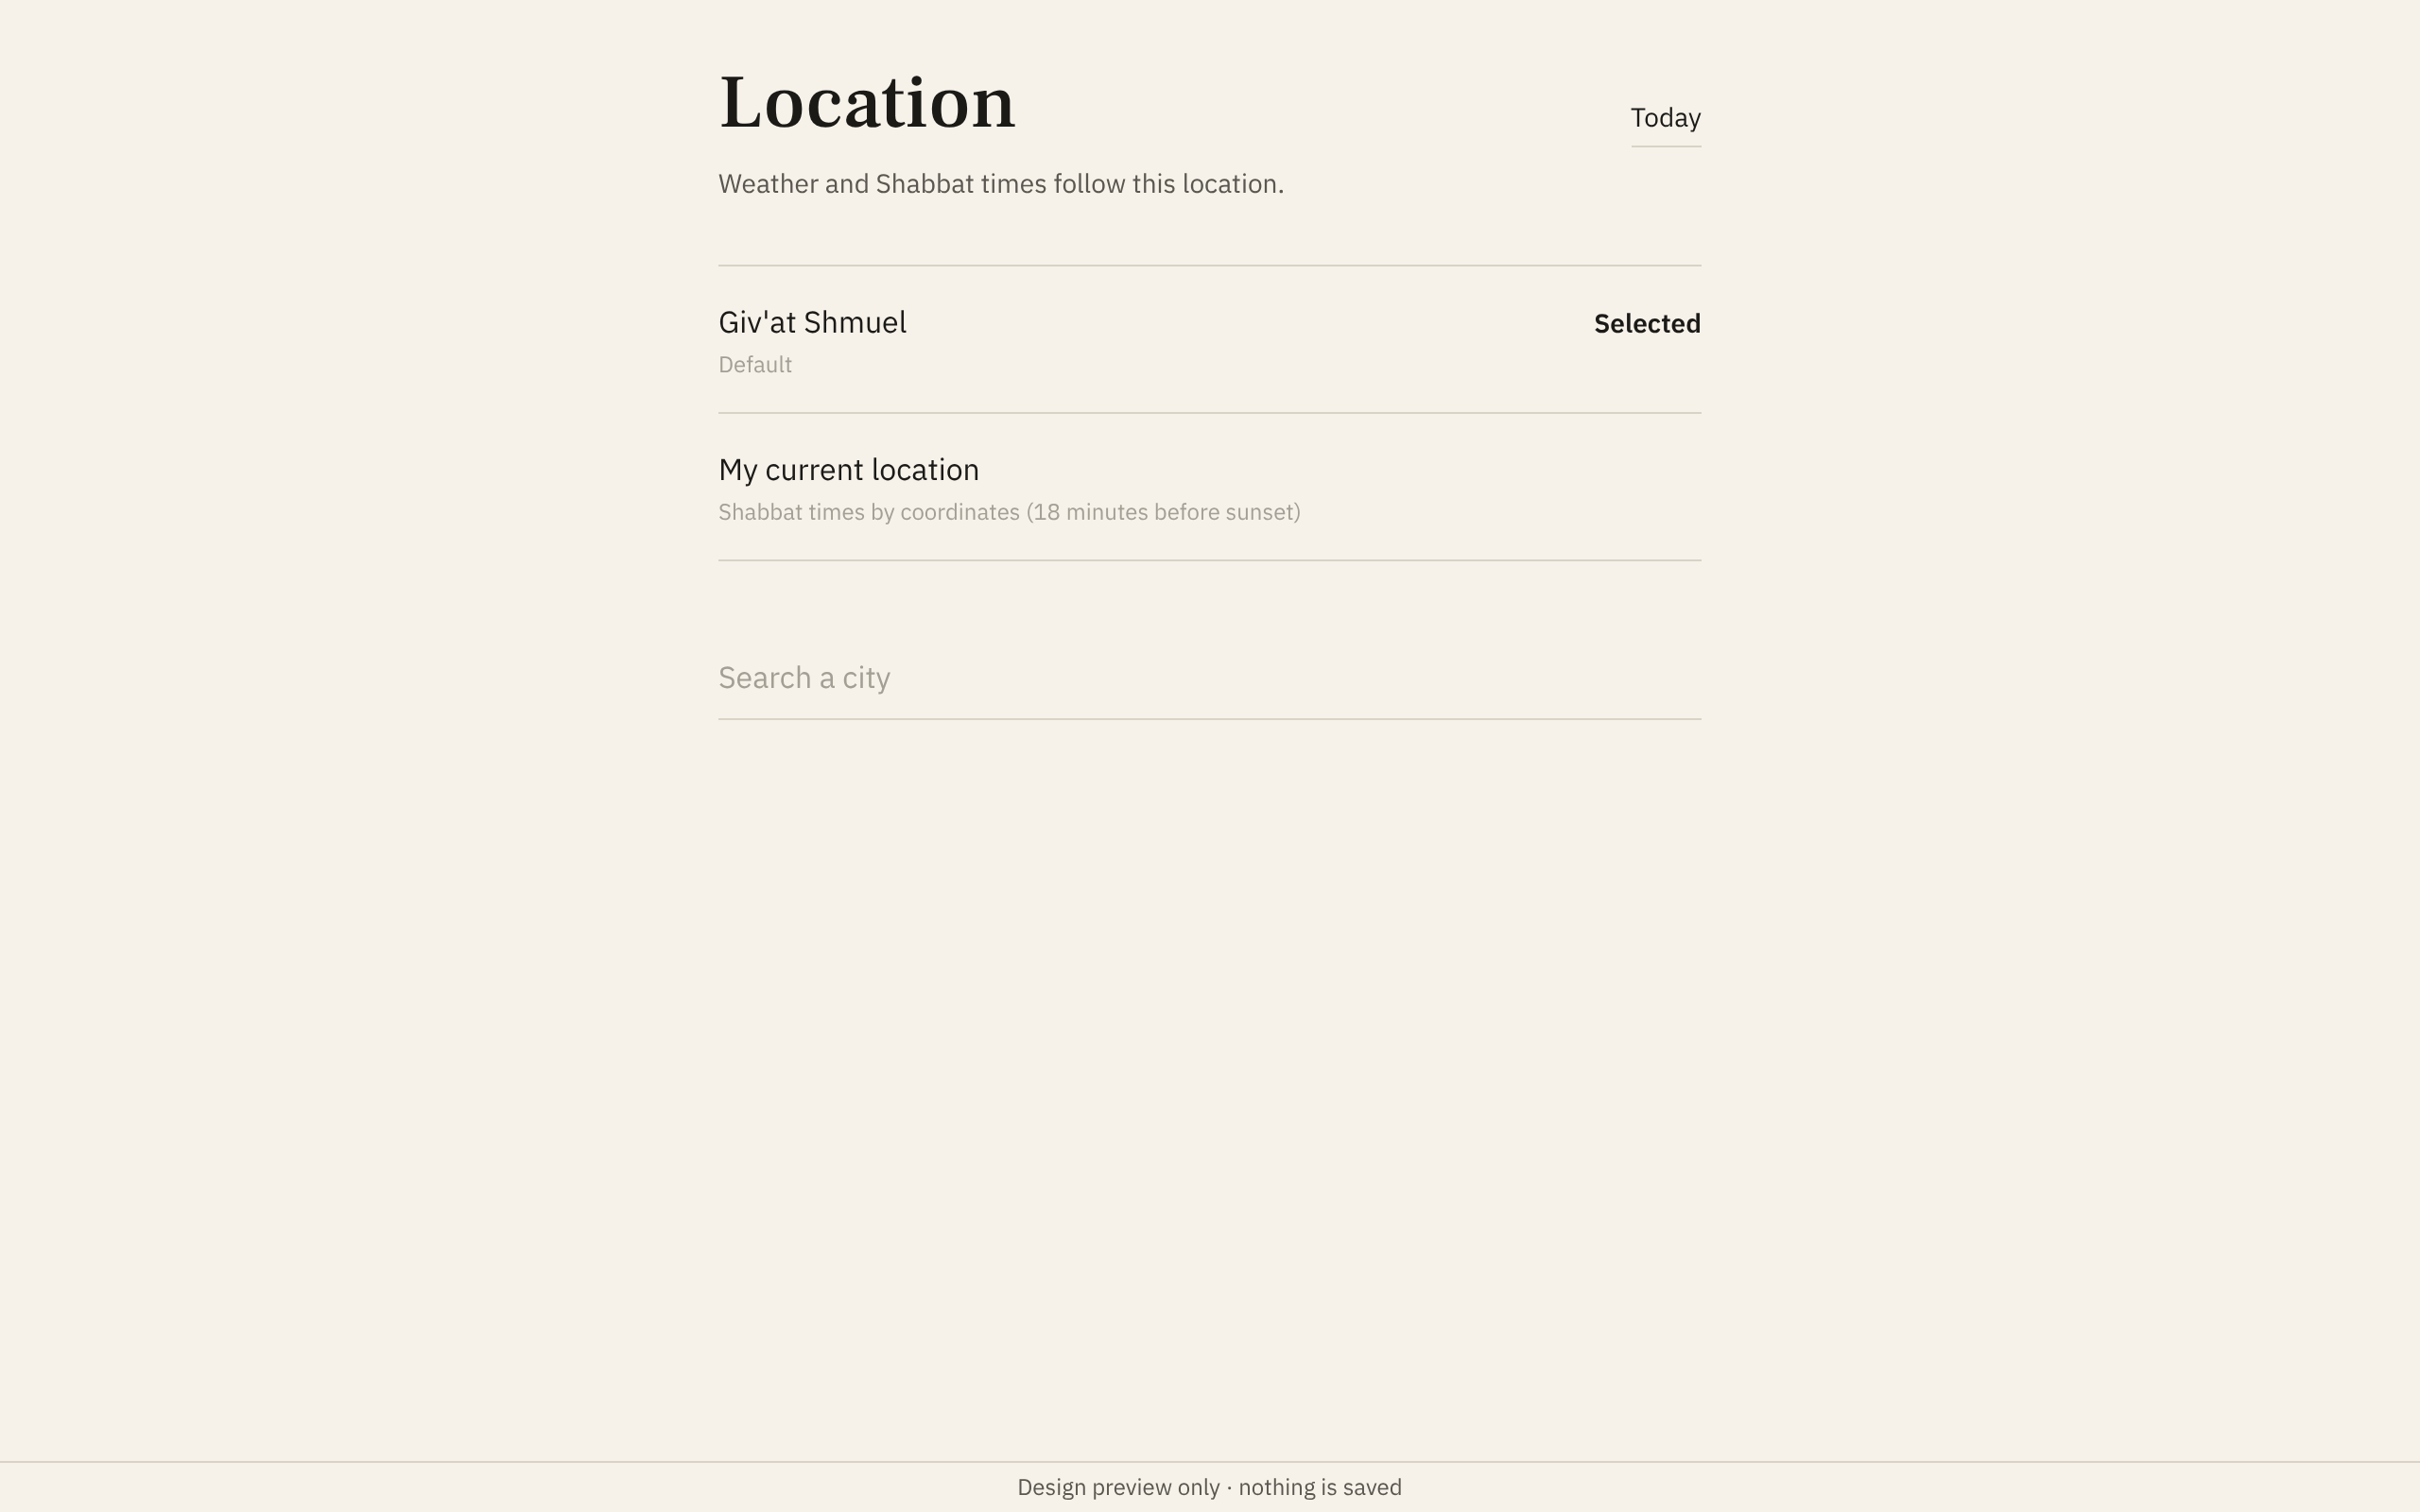 Location
Today
Weather and Shabbat times follow this location.
Giv'at Shmuel
Selected
Default
My current location
Shabbat times by coordinates (18 minutes before sunset)
Search a city
Design preview only · nothing is saved